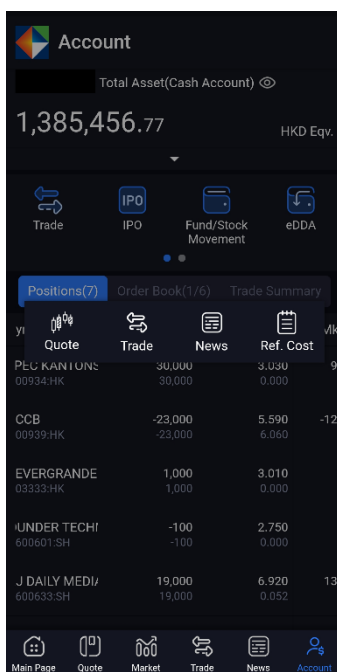 Account
Total Asset(Cash Account)
1,385,456.77 HKD Eqv.
Trade IPO Fund/Stock Movement eDDA
IPO
Positions(7) Order Book(1/6) Trade Summary
Quote Trade News Ref. Cost
PEC KANTONS 30,000 3.030 9
00934:HK 30,000 0.000
CCB -23,000 5.590 -12
00939:HK -23,000 6.060
EVERGRANDE 1,000 3.010
03333:HK 1,000 0.000
UNDER TECH -100 2.750
600601:SH -100 0.000
J DAILY MEDI 19,000 6.920 13
600633:SH 19,000 0.052
Main Page Quote Market Trade News Account